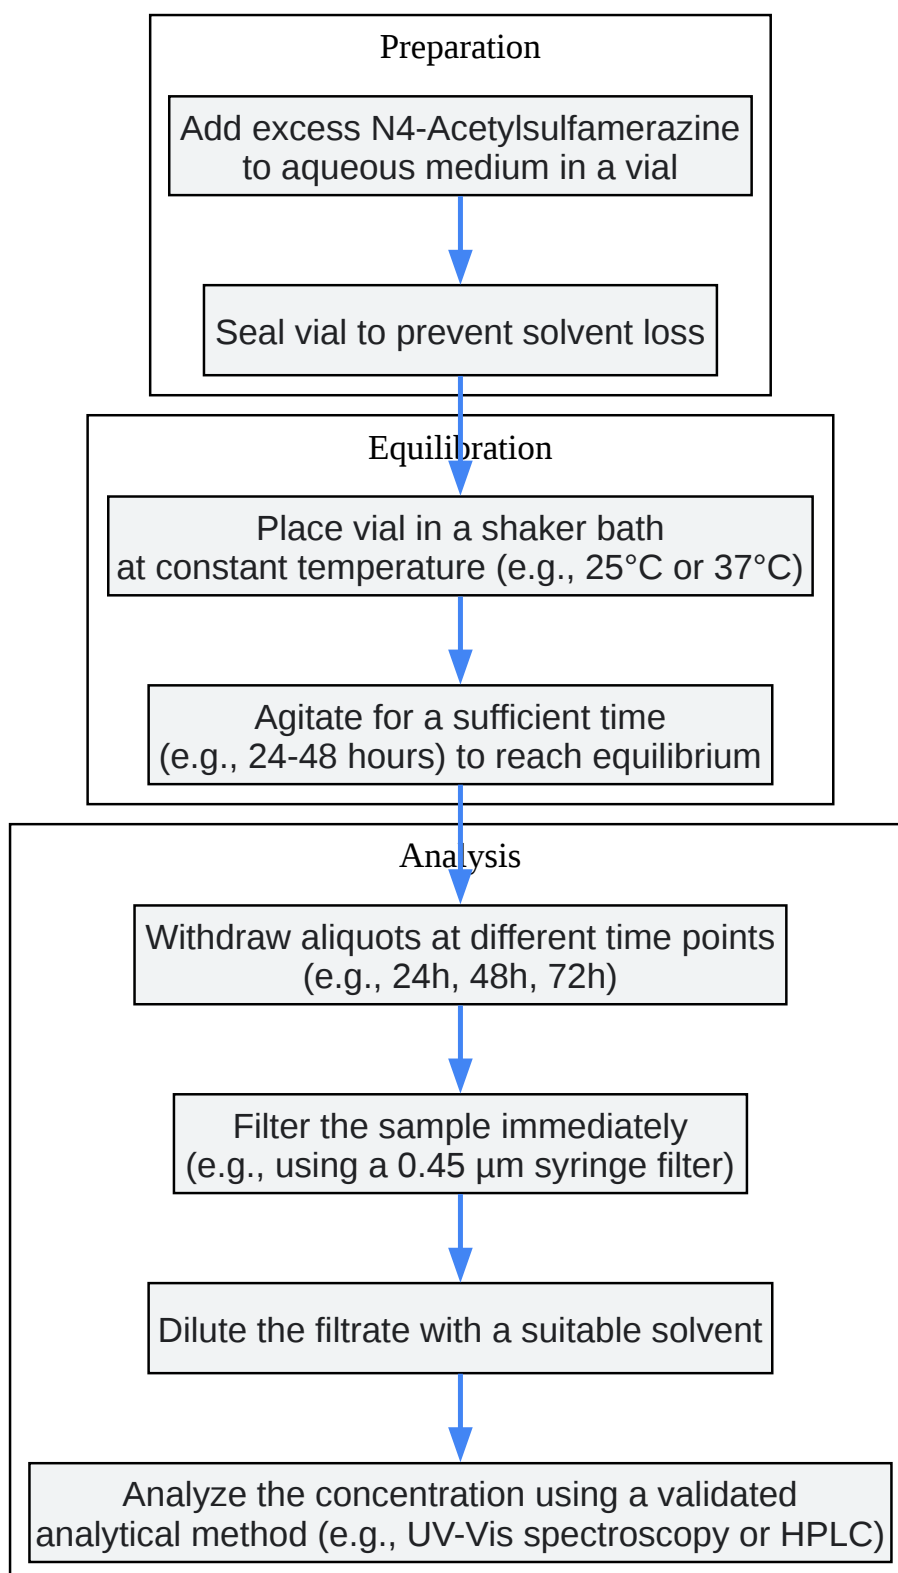 Preparation
Add excess N4-Acetylsulfamerazine
to aqueous medium in a vial
Seal vial to prevent solvent loss
Equilibration
Place vial in a shaker bath
at constant temperature (e.g., 25°C or 37°C)
Agitate for a sufficient time
(e.g., 24-48 hours) to reach equilibrium
Analysis
Withdraw aliquots at different time points
(e.g., 24h, 48h, 72h)
Filter the sample immediately
(e.g., using a 0.45 µm syringe filter)
Dilute the filtrate with a suitable solvent
Analyze the concentration using a validated
analytical method (e.g., UV-Vis spectroscopy or HPLC)